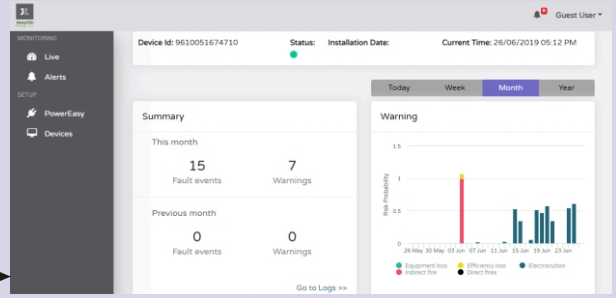 Guest User
MONITORING
Live
Alerts
SETUP
PowerEasy
Devices
Device Id: 9610051674710 Status: Installation Date: Current Time: 26/06/2019 05:12 PM
Today Week Month Year
Summary
This month
15 7
Fault events Warnings
Previous month
0 0
Fault events Warnings
Go to Logs >>
Warning
Risk Probability
1.5
1
0.5
0
26 May 30 May 03 Jun 07 Jun 11 Jun 15 Jun 19 Jun 23 Jun
Equipment loss Efficiency loss Electrocution
Indirect fire Direct fires